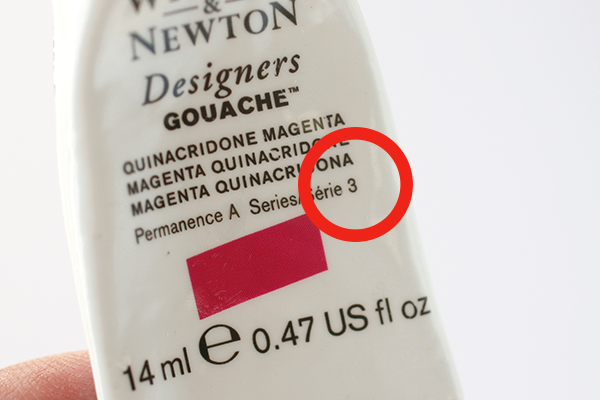 &
NEWTON
Designers
GOUACHE™
QUINACRIDONE MAGENTA
MAGENTA QUINACRIDONE
MAGENTA QUINACRIDONA
Permanence A Series/Série 3
14 ml ℮ 0.47 US fl oz